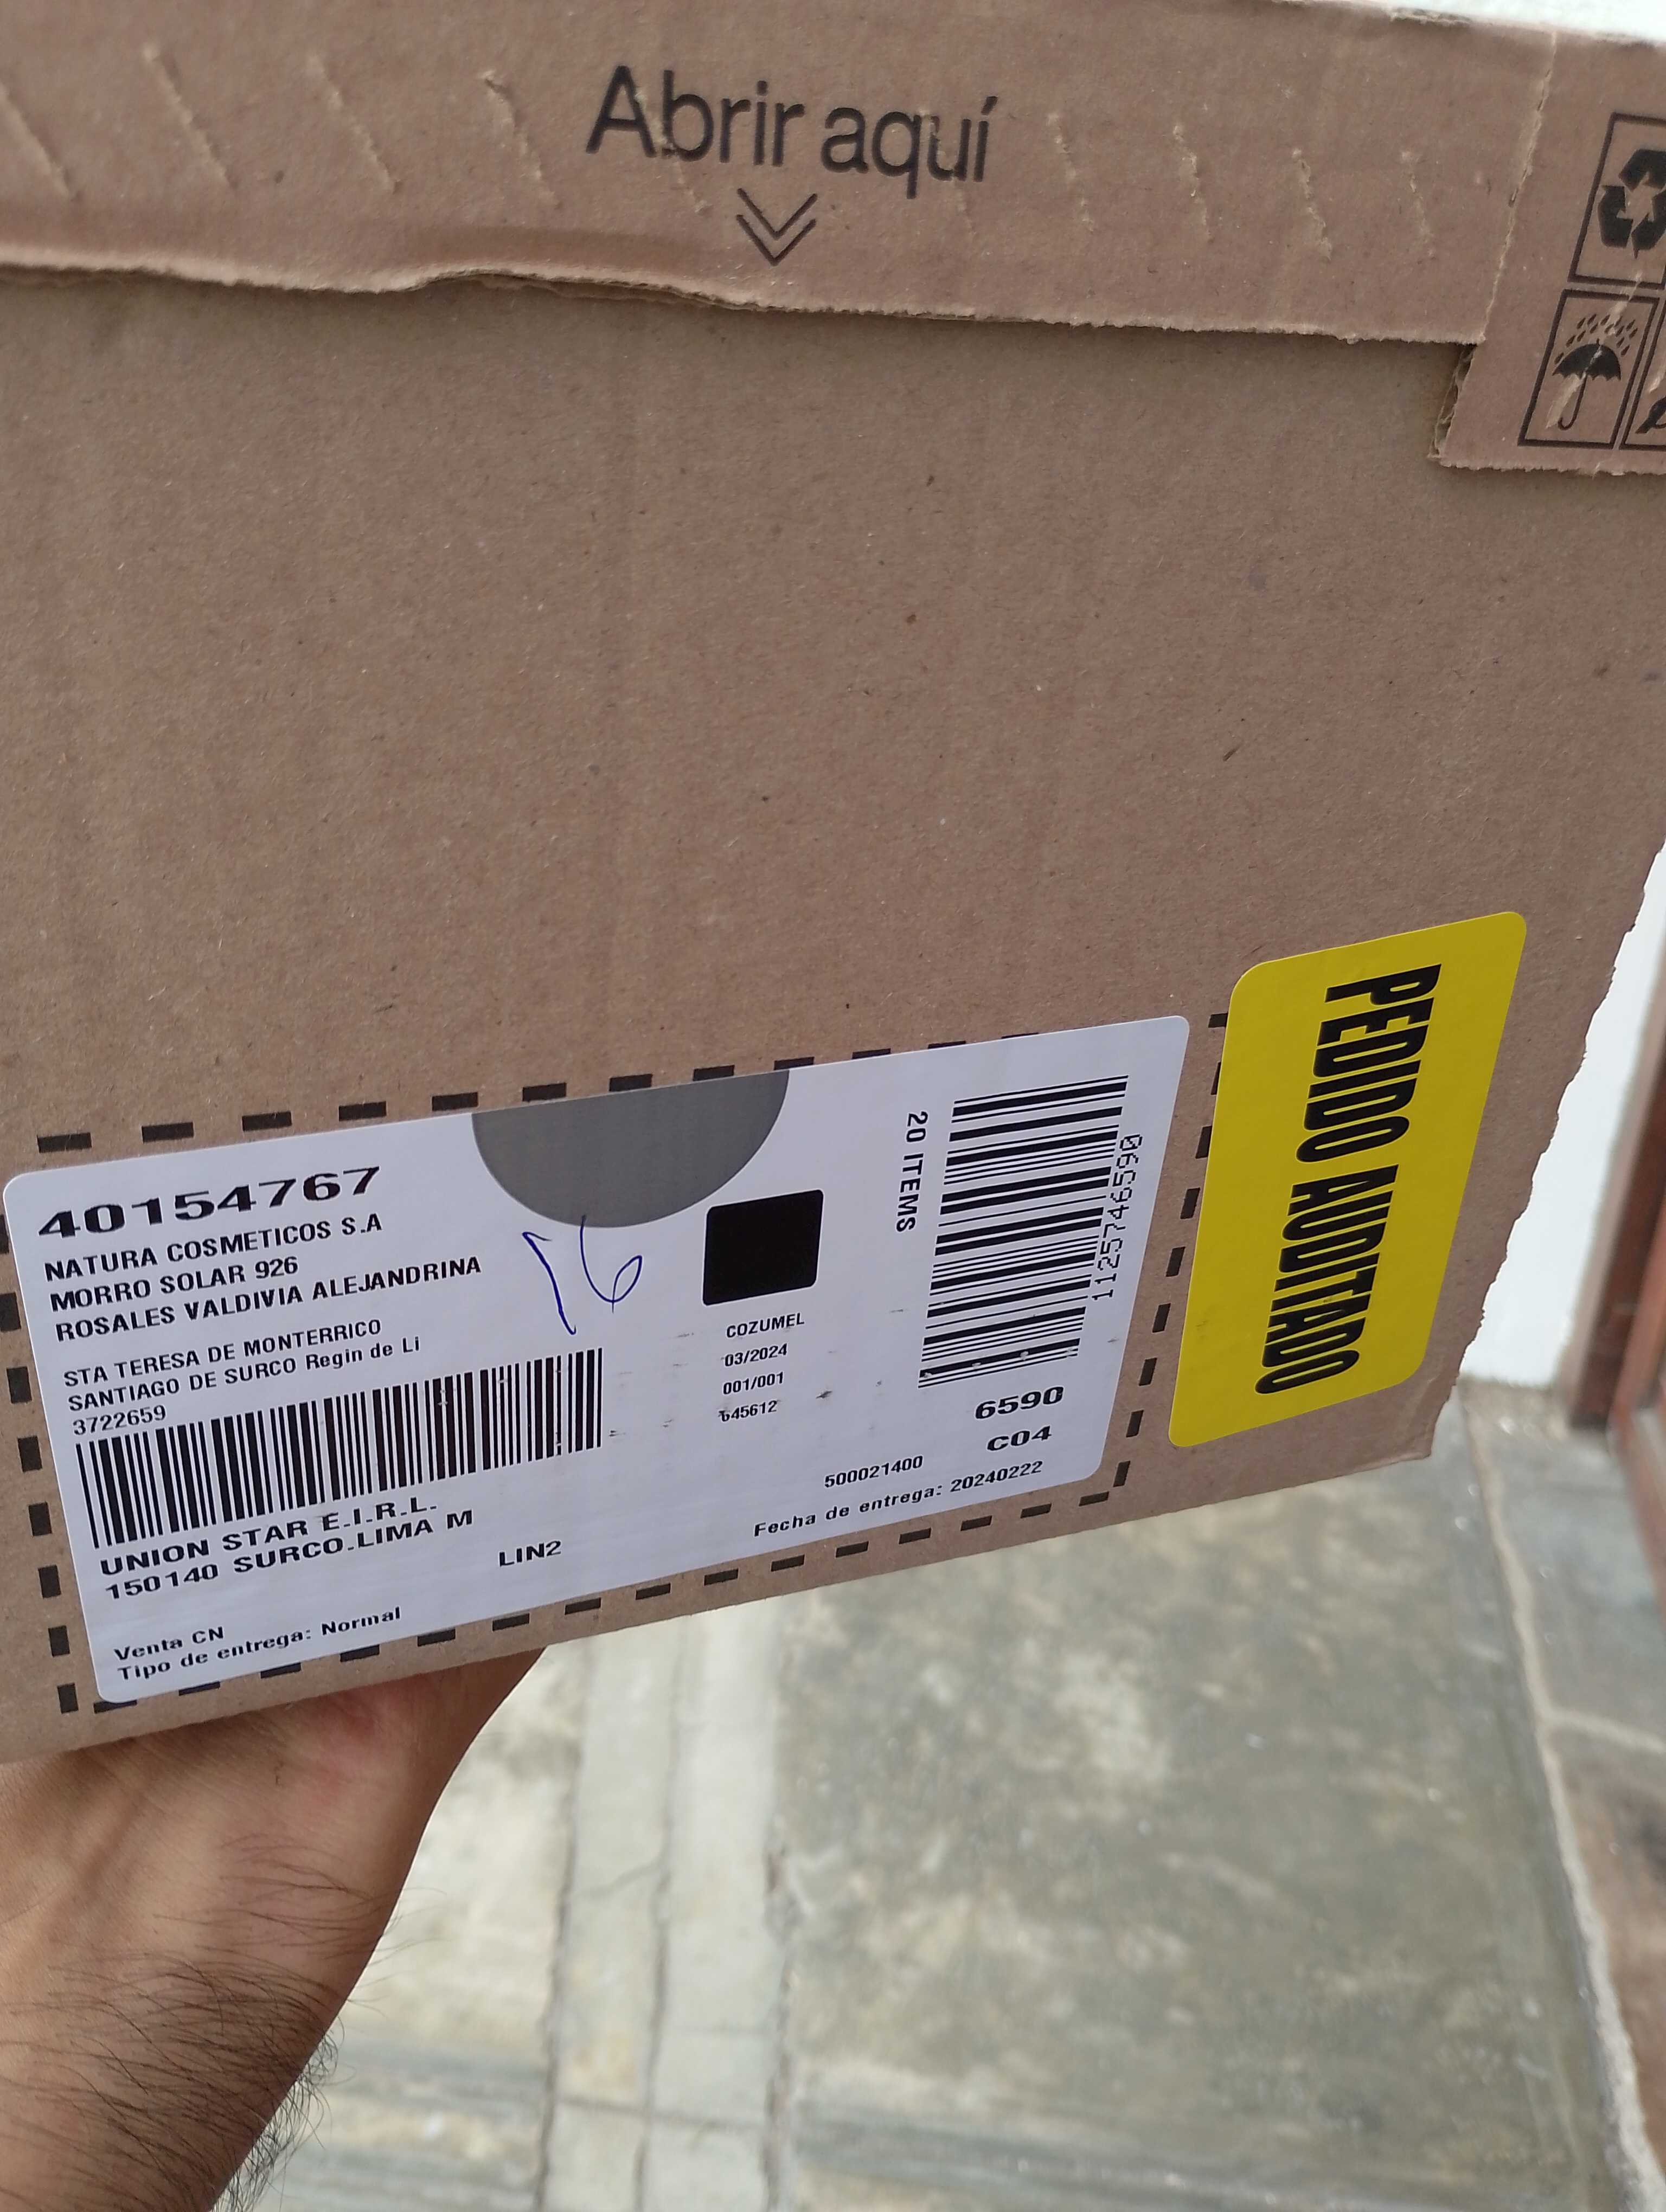 Abrir aquí
40154767
NATURA COSMETICOS S.A
MORRO SOLAR 926
ROSALES VALDIVIA ALEJANDRINA
STA TERESA DE MONTERRICO
SANTIAGO DE SURCO Regin de Li
3722659
UNION STAR E.I.R.L.
150140 SURCO-LIMA M
LIN2
Venta CN
Tipo de entrega: Normal
16
COZUMEL
03/2024
001/001
645612
20 ITEMS
11257746590
6590
C04
500021400
Fecha de entrega: 20240222
PEDIDO AUDITADO